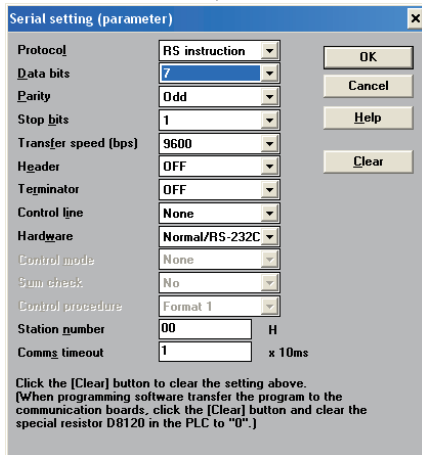 Serial setting (parameter)
Protocol RS instruction OK
Data bits 7
Cancel
Parity Odd
Stop bits 1 Help
Transfer speed (bps) 9600
Header OFF Clear
Terminator OFF
Control line None
Hardware Normal/RS-232C
Control mode None
Sum check No
Control procedure Format 1
Station number 00 H
Comms timeout 1 x 10ms
Click the [Clear] button to clear the setting above.
(When programming software transfer the program to the
communication boards, click the [Clear] button and clear the
special resistor D8120 in the PLC to "0".)